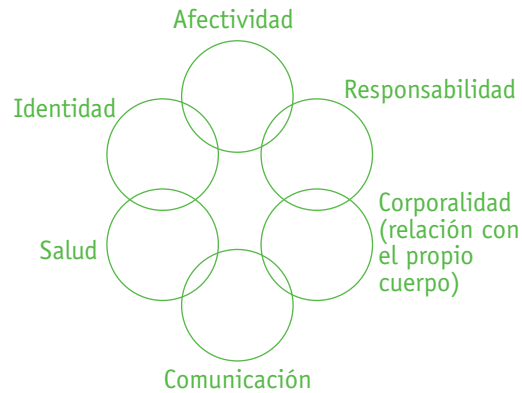 Afectividad
Responsabilidad
Identidad
Corporalidad
(relación con
el propio
cuerpo)
Salud
Comunicación